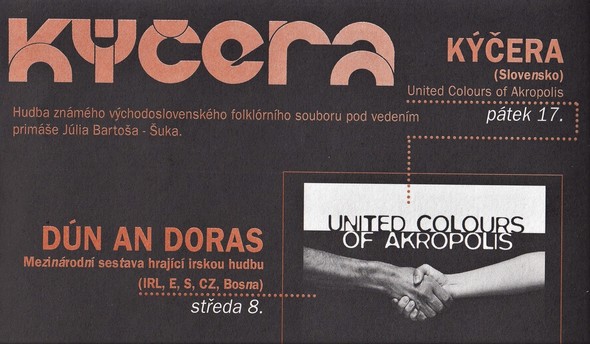 KÝČERA
KÝČERA
(Slovensko)
United Colours of Akropolis
pátek 17.
Hudba známého východoslovenského folklórního souboru pod vedením
primáše Júlia Bartoša - Šuka.
UNITED COLOURS
OF AKROPOLIS
DÚN AN DORAS
Mezinárodní sestava hrající irskou hudbu
(IRL, E, S, CZ, Bosna)
středa 8.